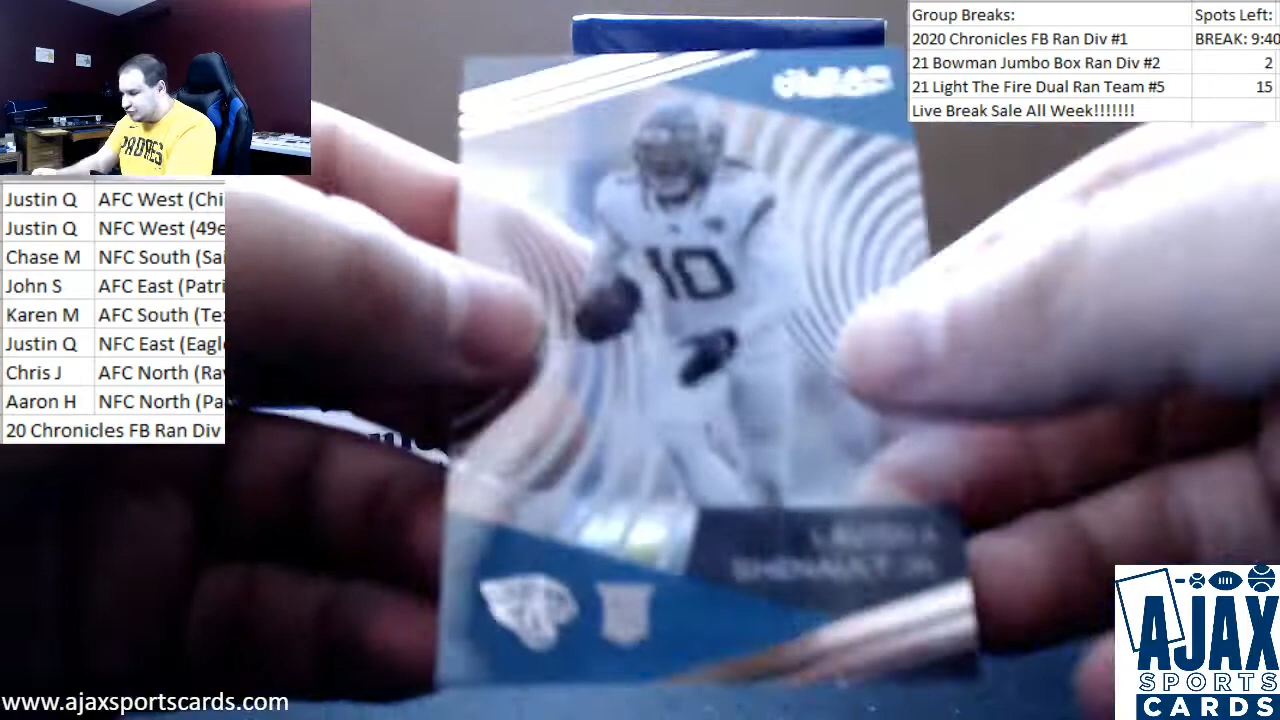 Group Breaks: Spots Left:
2020 Chronicles FB Ran Div #1 BREAK: 9:40
21 Bowman Jumbo Box Ran Div #2 2
21 Light The Fire Dual Ran Team #5 15
Live Break Sale All Week!!!!!!!
PADRES
CLEAR
10
SHENAULT JR.
Justin Q AFC West (Chi
Justin Q NFC West (49e
Chase M NFC South (Sai
John S AFC East (Patri
Karen M AFC South (Te
Justin Q NFC East (Eagl
Chris J AFC North (Ra
Aaron H NFC North (Pa
20 Chronicles FB Ran Div
www.ajaxsportscards.com
AJAX
SPORTS
CARDS